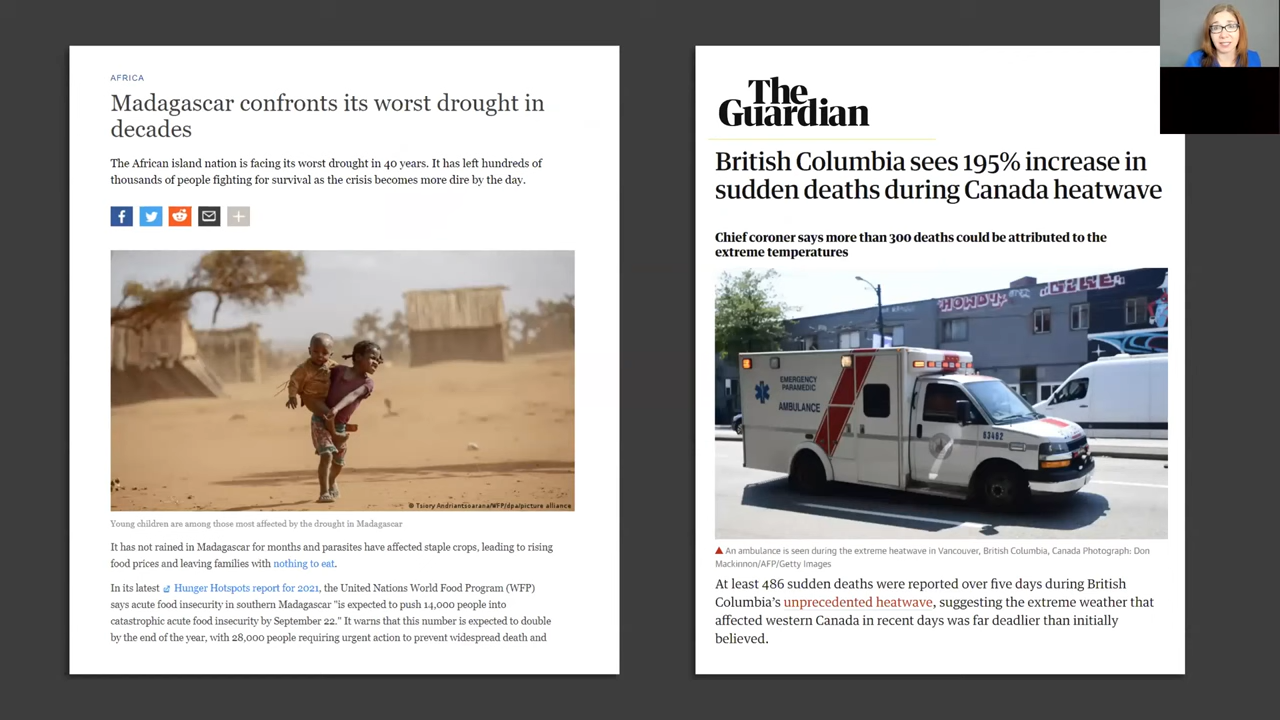 AFRICA
Madagascar confronts its worst drought in
decades
The African island nation is facing its worst drought in 40 years. It has left hundreds of
thousands of people fighting for survival as the crisis becomes more dire by the day.
© Tsiory Andriantsoarana/WFP/dpa/picture alliance
Young children are among those most affected by the drought in Madagascar
It has not rained in Madagascar for months and parasites have affected staple crops, leading to rising
food prices and leaving families with nothing to eat.
In its latest Hunger Hotspots report for 2021, the United Nations World Food Program (WFP)
says acute food insecurity in southern Madagascar "is expected to push 14,000 people into
catastrophic acute food insecurity by September 22." It warns that this number is expected to double
by the end of the year, with 28,000 people requiring urgent action to prevent widespread death and
The
Guardian
British Columbia sees 195% increase in
sudden deaths during Canada heatwave
Chief coroner says more than 300 deaths could be attributed to the
extreme temperatures
EMERGENCY
PARAMEDIC
AMBULANCE
63462
An ambulance is seen during the extreme heatwave in Vancouver, British Columbia, Canada Photograph: Don
Mackinnon/AFP/Getty Images
At least 486 sudden deaths were reported over five days during British
Columbia's unprecedented heatwave, suggesting the extreme weather that
affected western Canada in recent days was far deadlier than initially
believed.